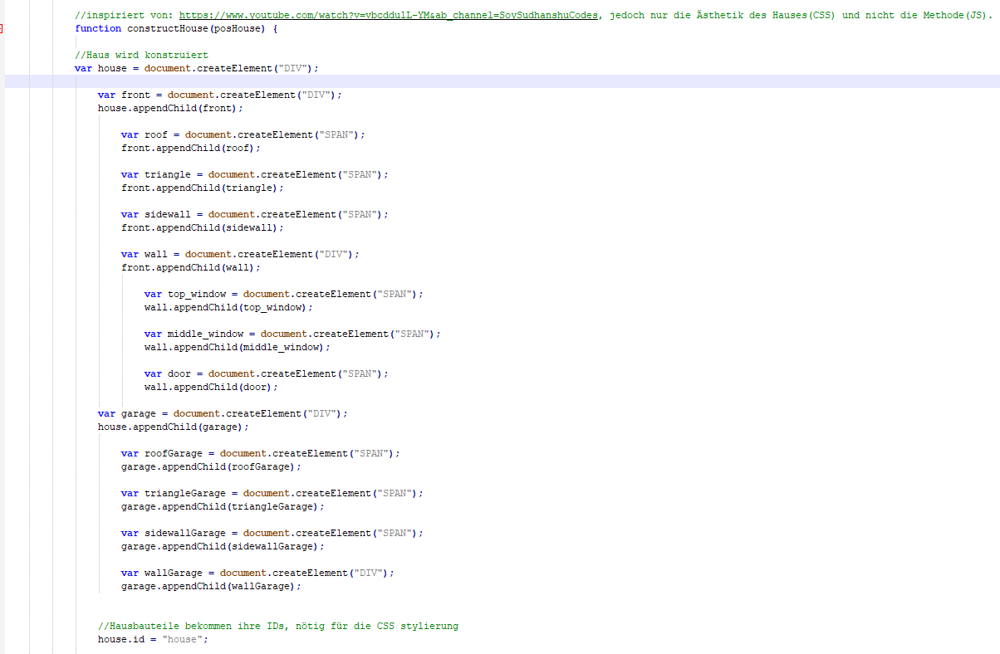 //inspiriert von: https://www.youtube.com/watch?v=vbcddulL-YM&ab_channel=SoySudhanshuCodes, jedoch nur die Ästhetik des Hauses(CSS) und nicht die Methode(JS).
function constructHouse(posHouse) {
//Haus wird konstruiert
var house = document.createElement("DIV");
var front = document.createElement("DIV");
house.appendChild(front);
var roof = document.createElement("SPAN");
front.appendChild(roof);
var triangle = document.createElement("SPAN");
front.appendChild(triangle);
var sidewall = document.createElement("SPAN");
front.appendChild(sidewall);
var wall = document.createElement("DIV");
front.appendChild(wall);
var top_window = document.createElement("SPAN");
wall.appendChild(top_window);
var middle_window = document.createElement("SPAN");
wall.appendChild(middle_window);
var door = document.createElement("SPAN");
wall.appendChild(door);
var garage = document.createElement("DIV");
house.appendChild(garage);
var roofGarage = document.createElement("SPAN");
garage.appendChild(roofGarage);
var triangleGarage = document.createElement("SPAN");
garage.appendChild(triangleGarage);
var sidewallGarage = document.createElement("SPAN");
garage.appendChild(sidewallGarage);
var wallGarage = document.createElement("DIV");
garage.appendChild(wallGarage);
//Hausbauteile bekommen ihre IDs, nötig für die CSS stylierung
house.id = "house";